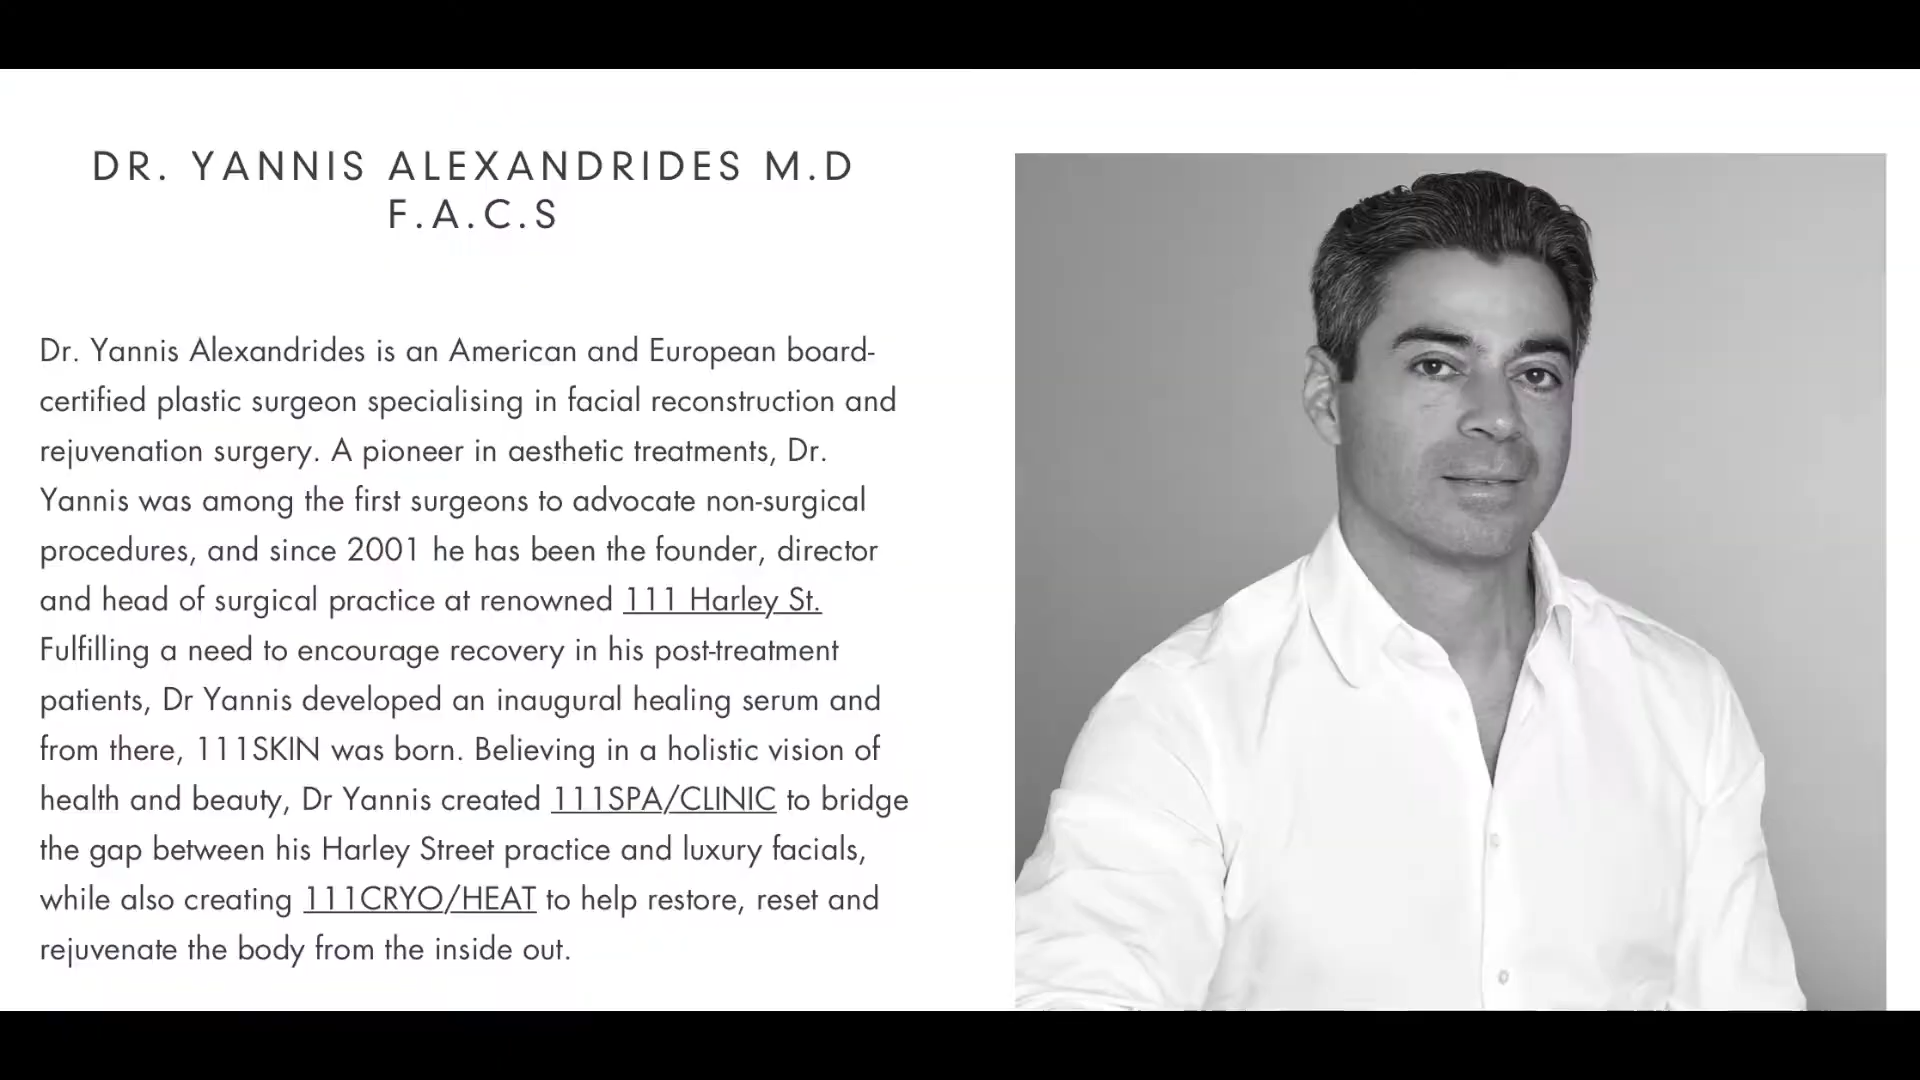 DR. YANNIS ALEXANDRIDES M.D
F.A.C.S
Dr. Yannis Alexandrides is an American and European board-
certified plastic surgeon specialising in facial reconstruction and
rejuvenation surgery. A pioneer in aesthetic treatments, Dr.
Yannis was among the first surgeons to advocate non-surgical
procedures, and since 2001 he has been the founder, director
and head of surgical practice at renowned 111 Harley St.
Fulfilling a need to encourage recovery in his post-treatment
patients, Dr Yannis developed an inaugural healing serum and
from there, 111SKIN was born. Believing in a holistic vision of
health and beauty, Dr Yannis created 111SPA/CLINIC to bridge
the gap between his Harley Street practice and luxury facials,
while also creating 111CRYO/HEAT to help restore, reset and
rejuvenate the body from the inside out.